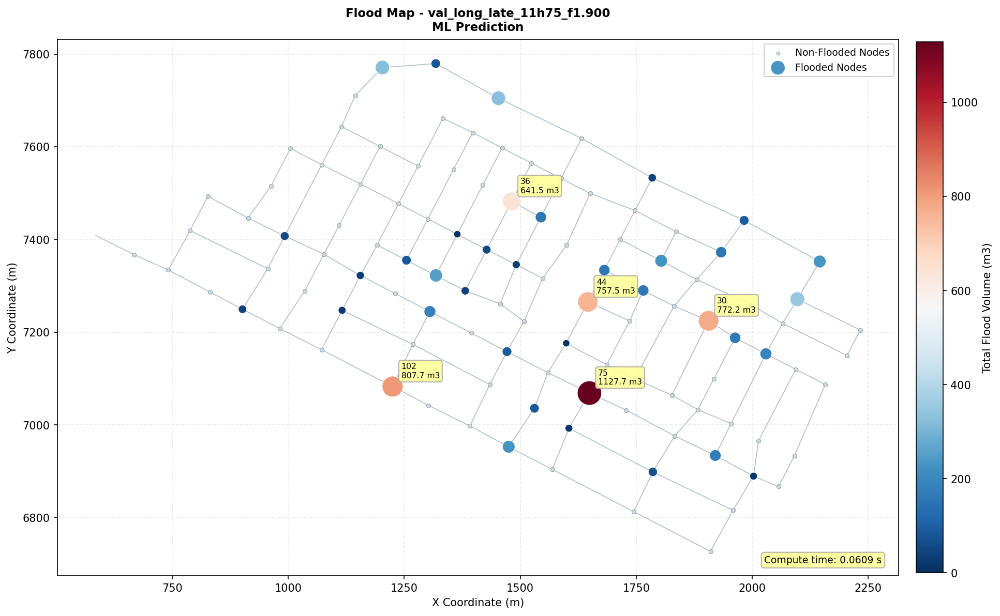 Flood Map - val_long_late_11h75_f1.900
ML Prediction
Non-Flooded Nodes
Flooded Nodes
7800
7600
7400
7200
7000
6800
Y Coordinate (m)
36
641.5 m3
44
757.5 m3
30
772.2 m3
102
807.7 m3
75
1127.7 m3
Compute time: 0.0609 s
750
1000
1250
1500
1750
2000
2250
X Coordinate (m)
1000
800
600
400
200
0
Total Flood Volume (m3)